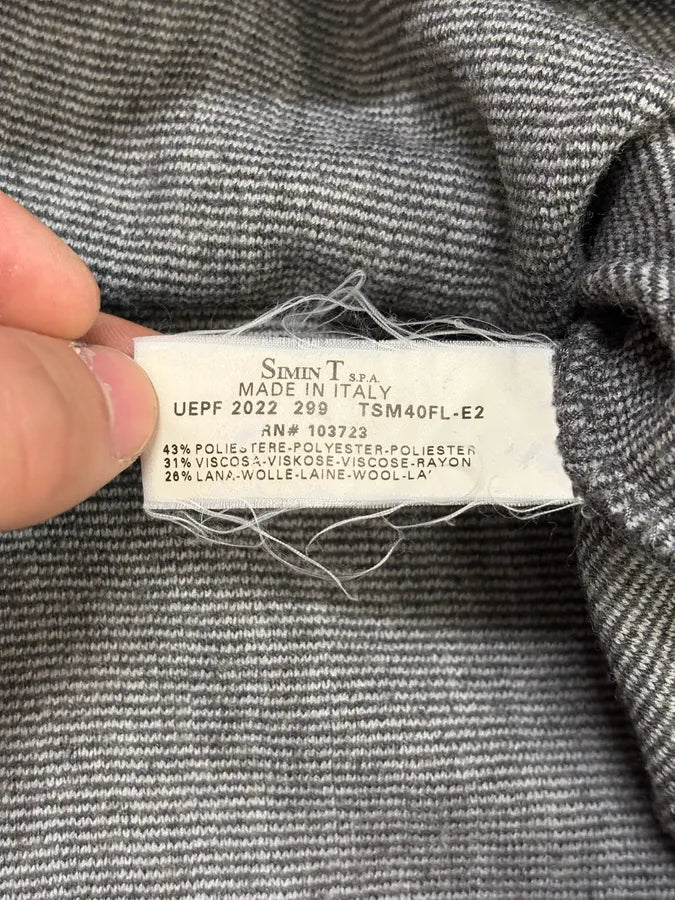 SIMIN T S.P.A.
MADE IN ITALY
UEPF 2022 299 TSM40FL-E2
RN# 103723
43% POLIESTERE-POLYESTER-POLIESTER
31% VISCOSA-VISKOSE-VISCOSE-RAYON
26% LANA-WOLLE-LAINE-WOOL-LA'